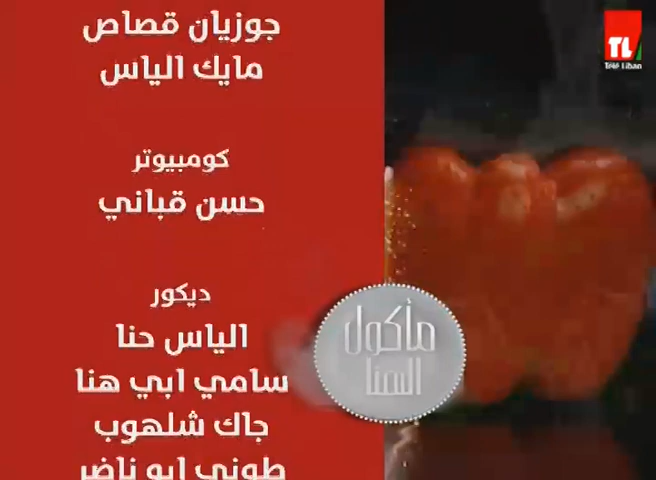 جوزيان قصاص
مايك الياس
كومبيوتر
حسن قباني
ديكور
الياس حنا
سامي ابي هنا
جاك شلهوب
طوني ابو ناضر
مأكول
الهنا
TL
Télé Liban